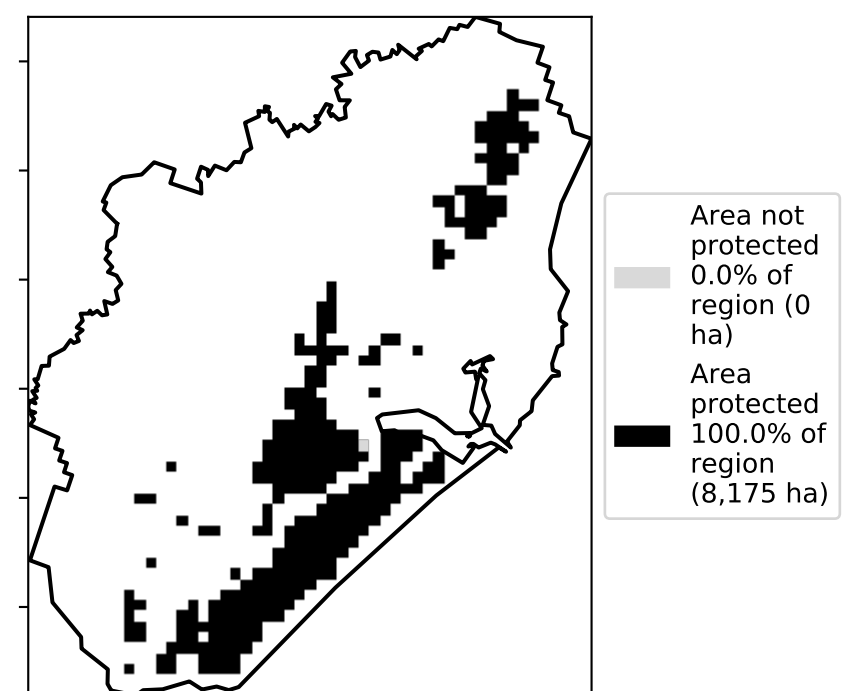 Area not
protected
0.0% of
region (0
ha)
Area
protected
100.0% of
region
(8,175 ha)